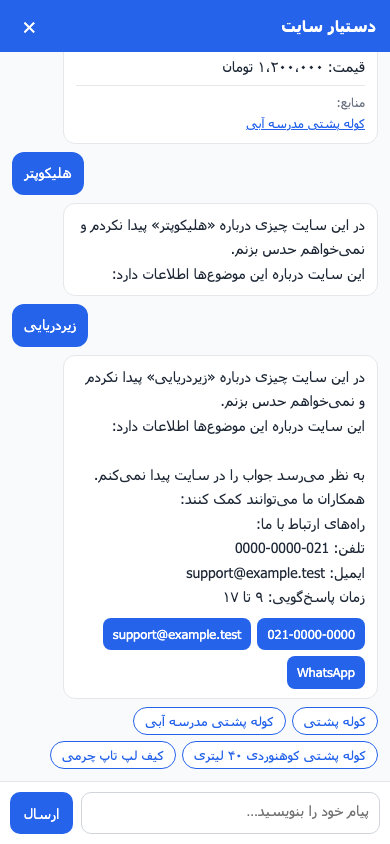 دستیار سایت
×
قیمت: ۱،۲۰۰،۰۰۰ تومان
منابع:
کوله پشتی مدرسه آبی
هلیکوپتر
در این سایت چیزی درباره «هلیکوپتر» پیدا نکردم و
نمی‌خواهم حدس بزنم.
این سایت درباره این موضوع‌ها اطلاعات دارد:
زیردریایی
در این سایت چیزی درباره «زیردریایی» پیدا نکردم
و نمی‌خواهم حدس بزنم.
این سایت درباره این موضوع‌ها اطلاعات دارد:
به نظر می‌رسد جواب را در سایت پیدا نمی‌کنم.
همکاران ما می‌توانند کمک کنند:
راه‌های ارتباط با ما:
تلفن: 021-0000-0000
ایمیل: support@example.test
زمان پاسخ‌گویی: ۹ تا ۱۷
021-0000-0000
support@example.test
WhatsApp
کوله پشتی
کوله پشتی مدرسه آبی
کوله پشتی کوهنوردی ۴۰ لیتری
کیف لپ تاپ چرمی
پیام خود را بنویسید...
ارسال